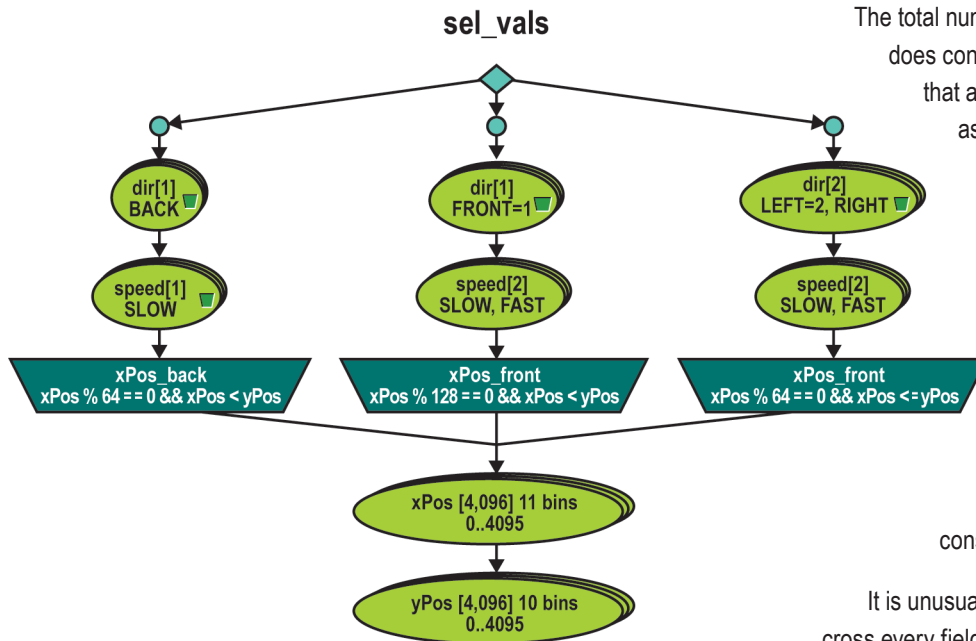 sel_vals
The total nur
does con
that a
as
dir[1]
BACK
dir[1]
FRONT=1
dir[2]
LEFT=2, RIGHT
speed[1]
SLOW
speed[2]
SLOW, FAST
speed[2]
SLOW, FAST
xPos_back
xPos % 64 == 0 && xPos < yPos
xPos_front
xPos % 128 == 0 && xPos < yPos
xPos_front
xPos % 64 == 0 && xPos <= yPos
xPos [4,096] 11 bins
0..4095
yPos [4,096] 10 bins
0..4095
cons
It is unusua
cross every field